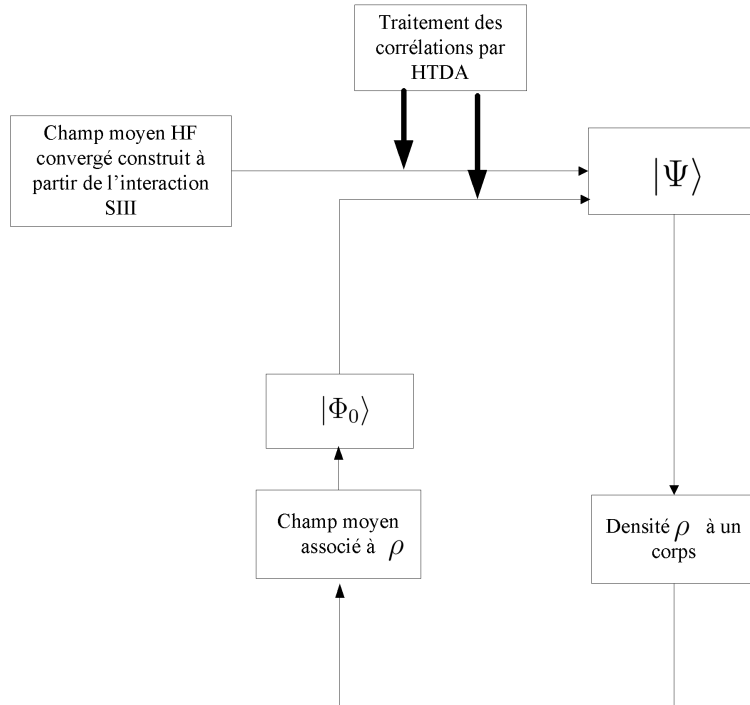 Traitement des
corrélations par
HTDA
Champ moyen HF
convergé construit à
partir de l’interaction
SIII
|Ψ⟩
|Φ₀⟩
Champ moyen
associé à ρ
Densité ρ à un
corps